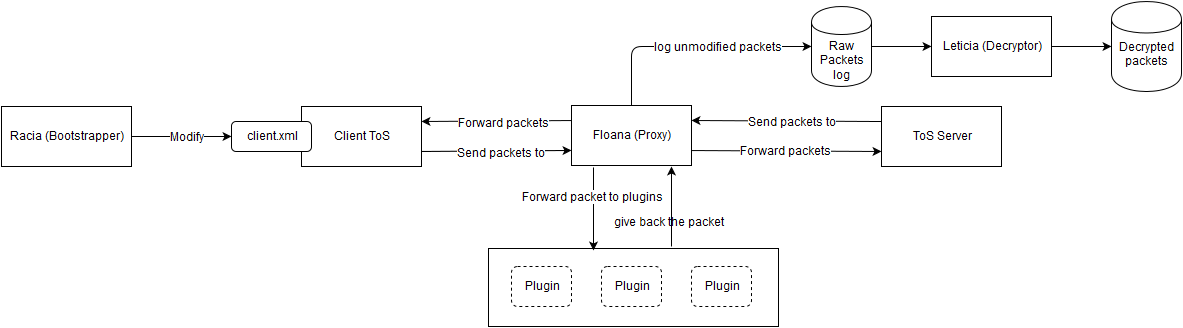 log unmodified packets
Raw
Packets
log
Leticia (Decryptor)
Decrypted
packets
Racia (Bootstrapper)
Modify
client.xml
Client ToS
Forward packets
Send packets to
Floana (Proxy)
Send packets to
Forward packets
ToS Server
Forward packet to plugins
give back the packet
Plugin
Plugin
Plugin